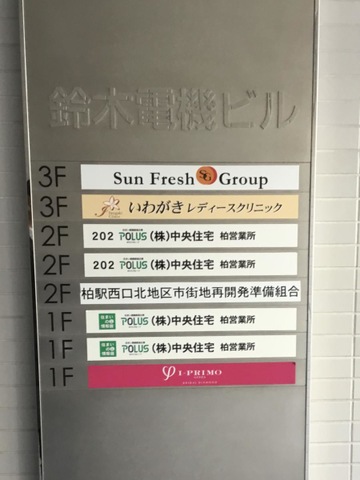 鈴木電機ビル
3F Sun Fresh SG Group
3F いわがき レディースクリニック
2F 202 POLUS (株)中央住宅 柏営業所
2F 202 POLUS (株)中央住宅 柏営業所
2F 柏駅西口北地区市街地再開発準備組合
1F POLUS (株)中央住宅 柏営業所
1F POLUS (株)中央住宅 柏営業所
1F I-PRIMO